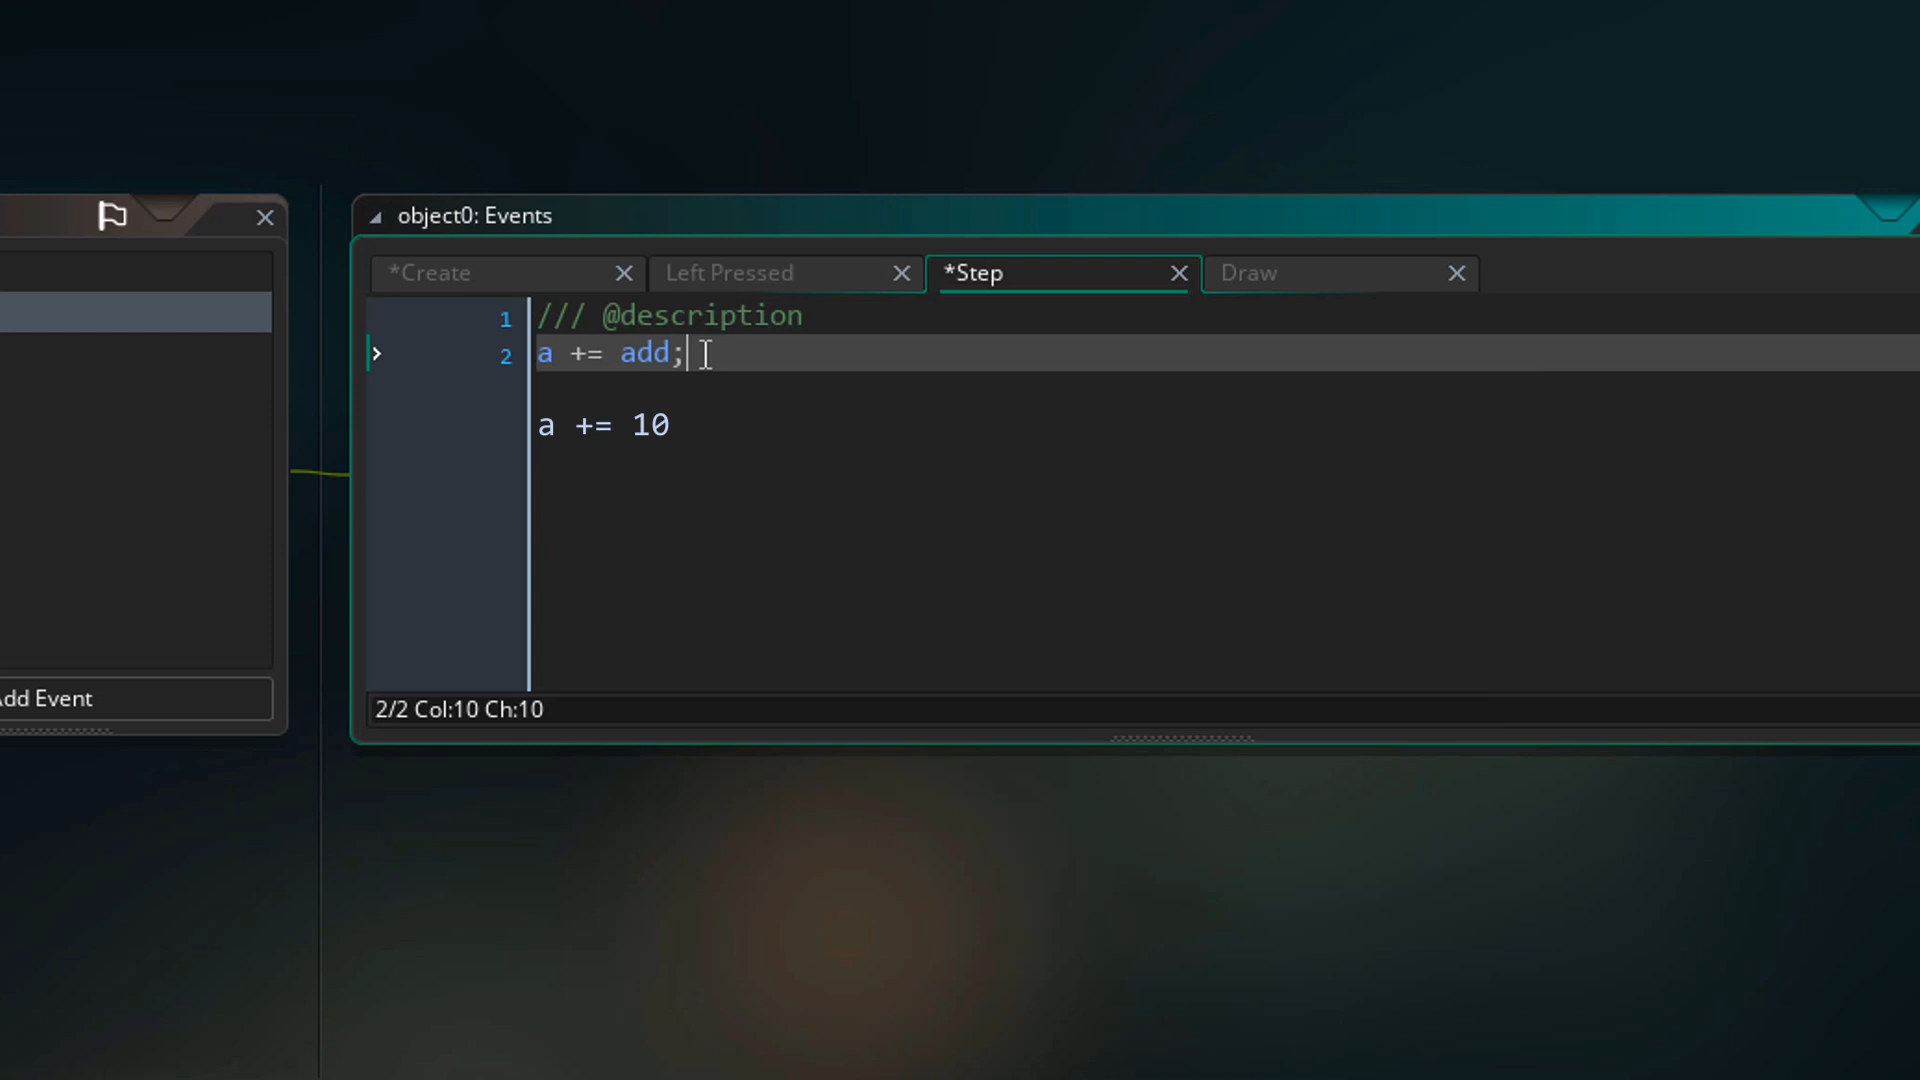 object0: Events
*Create
Left Pressed
*Step
Draw
1 /// @description
2 a += add;
a += 10
dd Event
2/2 Col:10 Ch:10